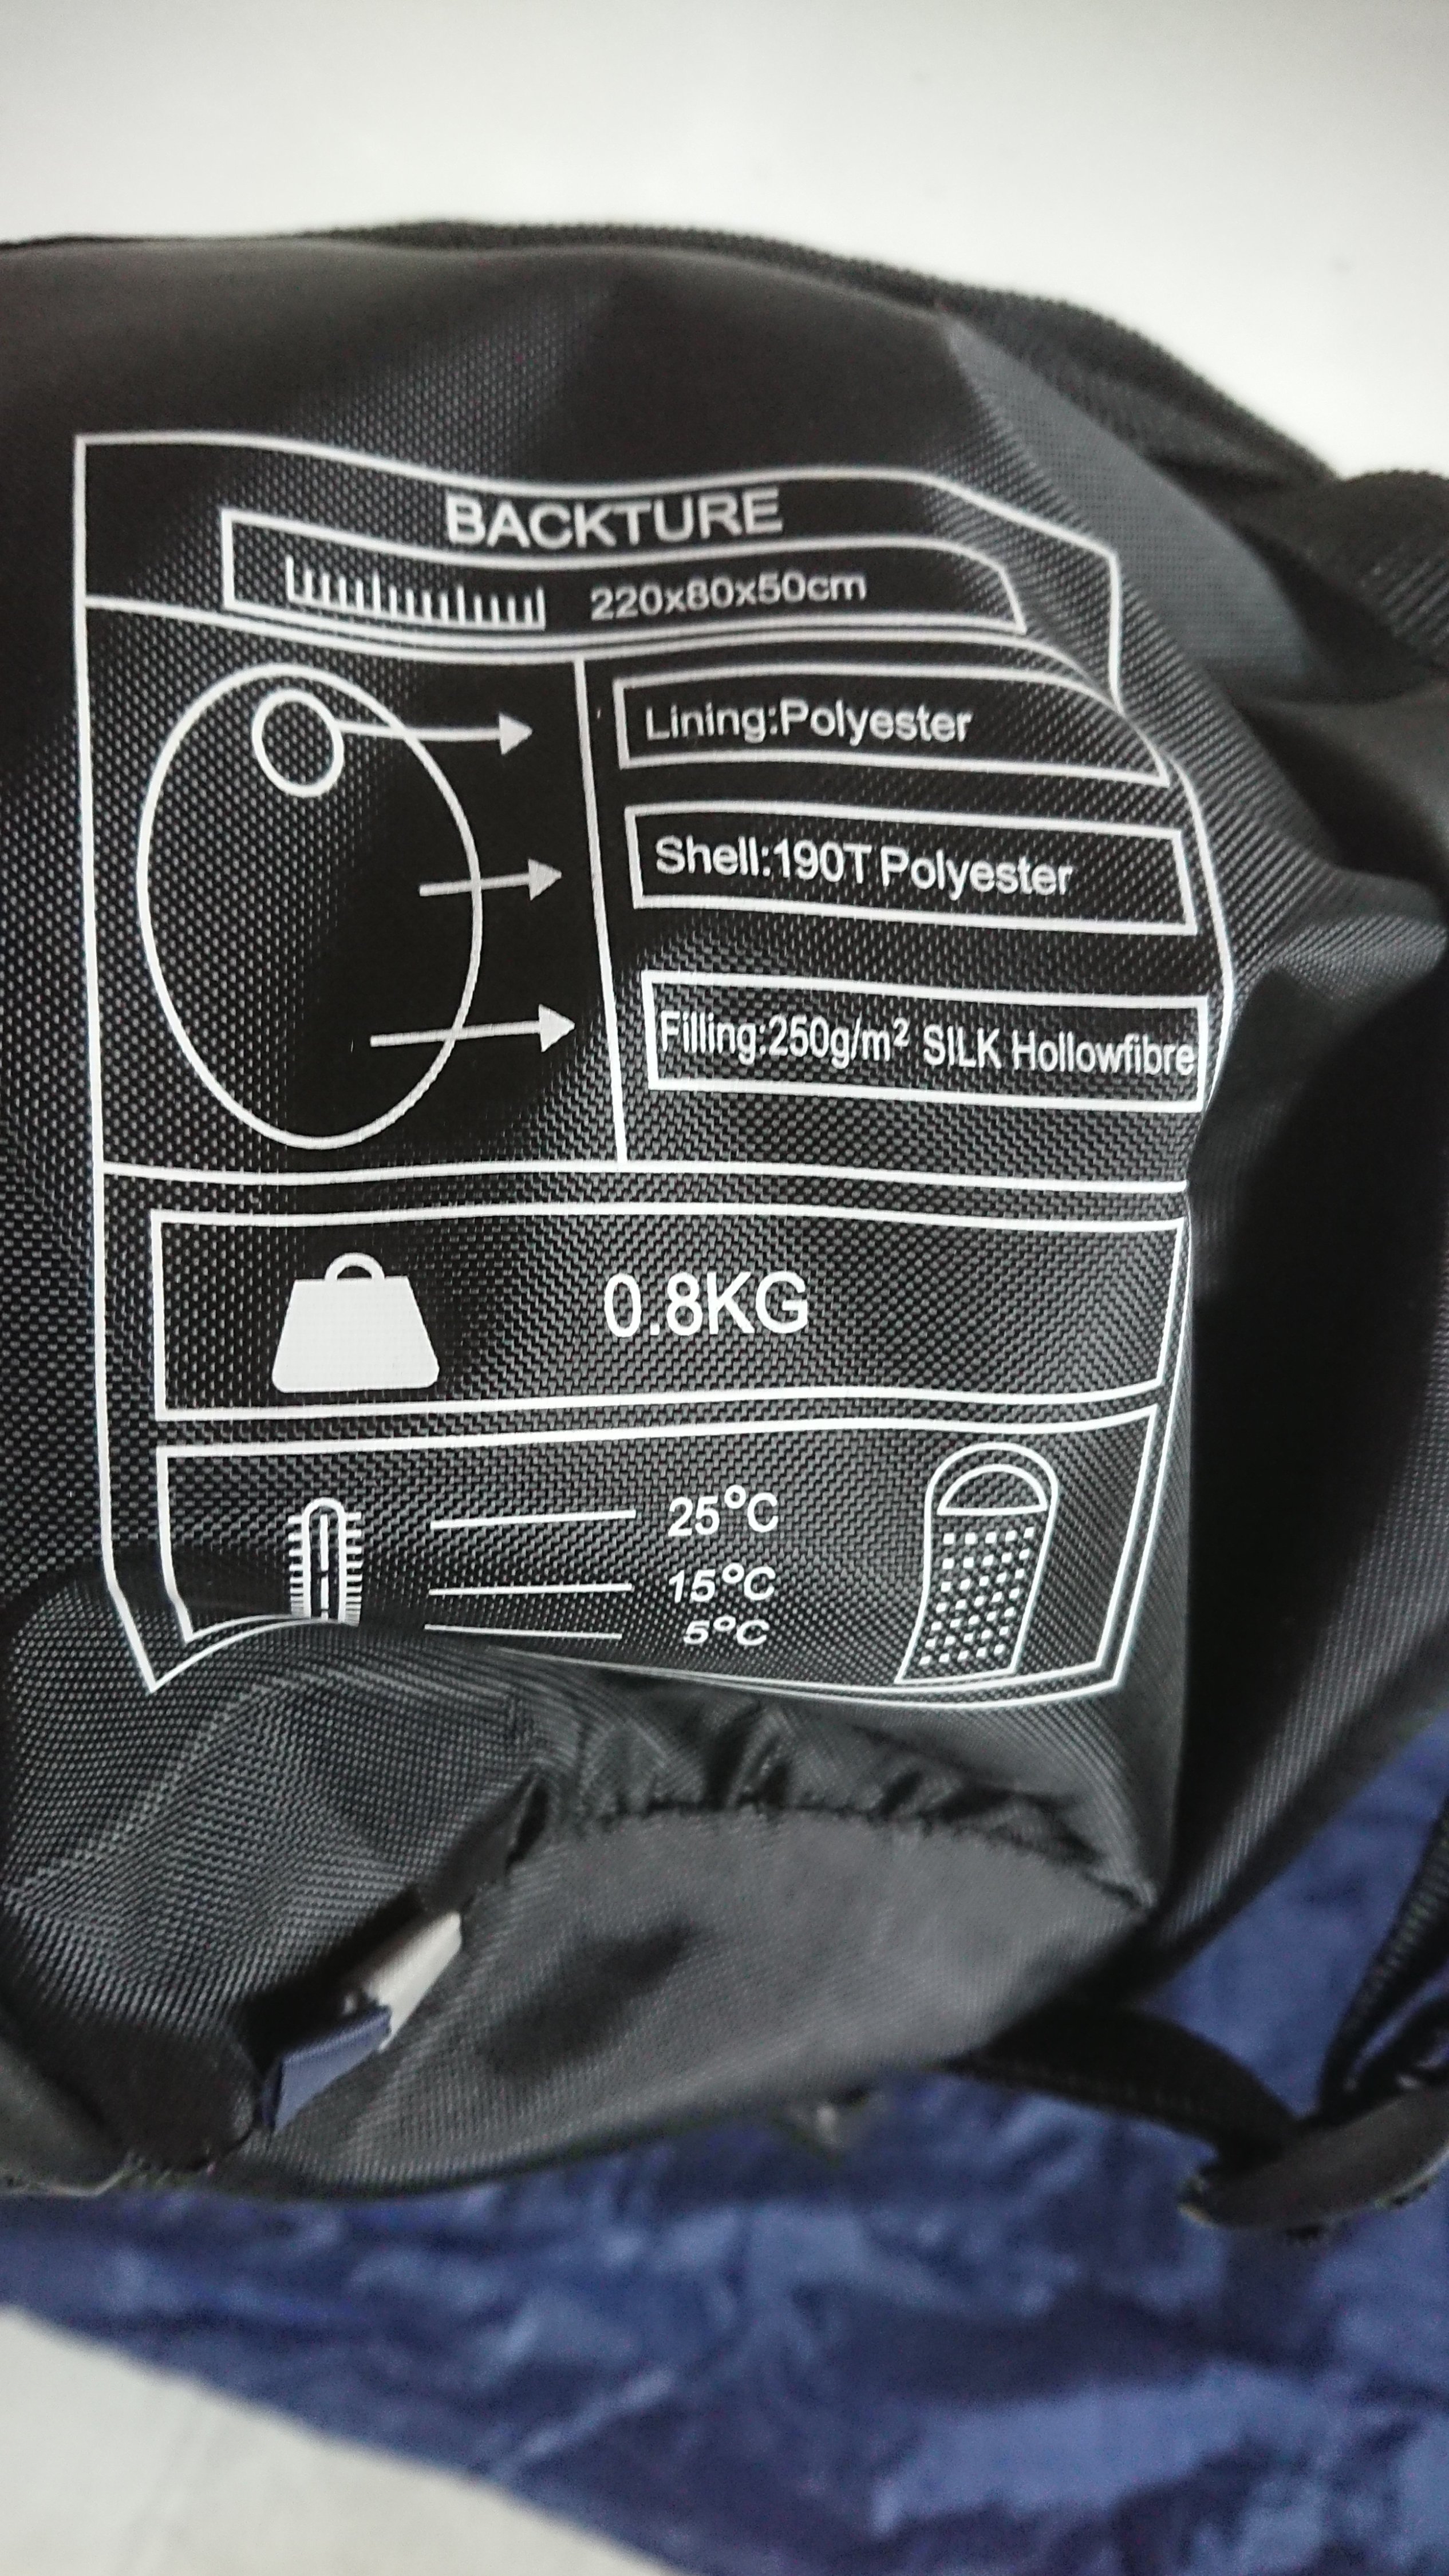 BACKTURE
220x80x50cm
Lining:Polyester
Shell:190T Polyester
Filling:250g/m² SILK Hollowfibre
0.8KG
25°C
15°C
5°C